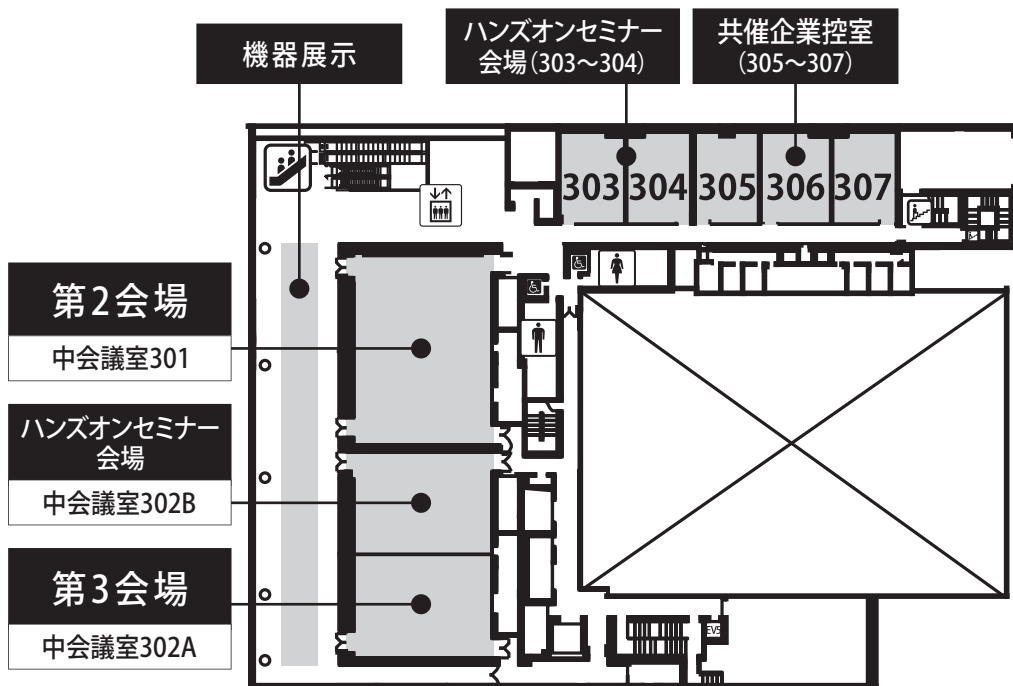 機器展示
ハンズオンセミナー
会場（303～304）
共催企業控室
（305～307）
303
304
305
306
307
第2会場
中会議室301
ハンズオンセミナー
会場
中会議室302B
第3会場
中会議室302A
EVS